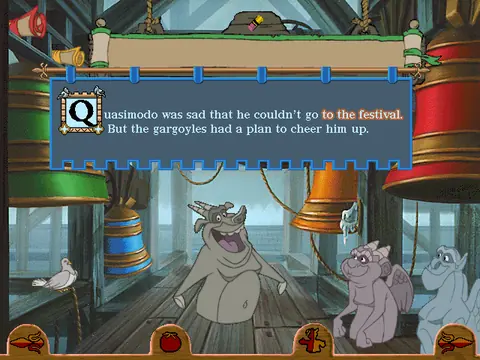 Quasimodo was sad that he couldn't go to the festival.
But the gargoyles had a plan to cheer him up.